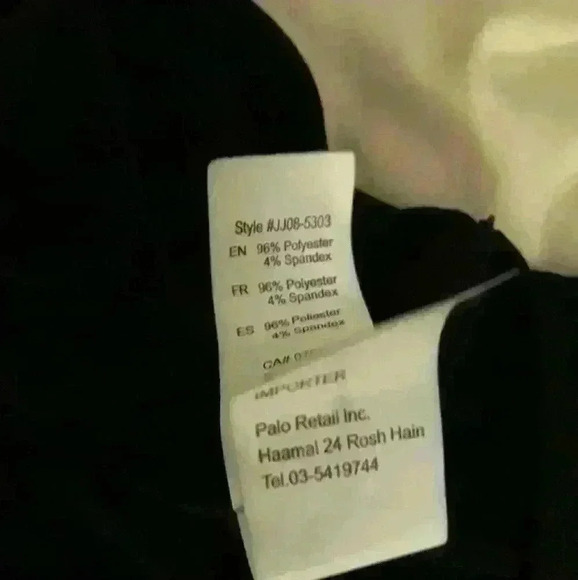 Style #JJ08-5303
EN 96% Polyester
4% Spandex
FR 96% Polyester
4% Spandex
ES 96% Poliester
4% Spandex
CA#
IMPORTER
Palo Retail Inc.
Haamal 24 Rosh Hain
Tel.03-5419744